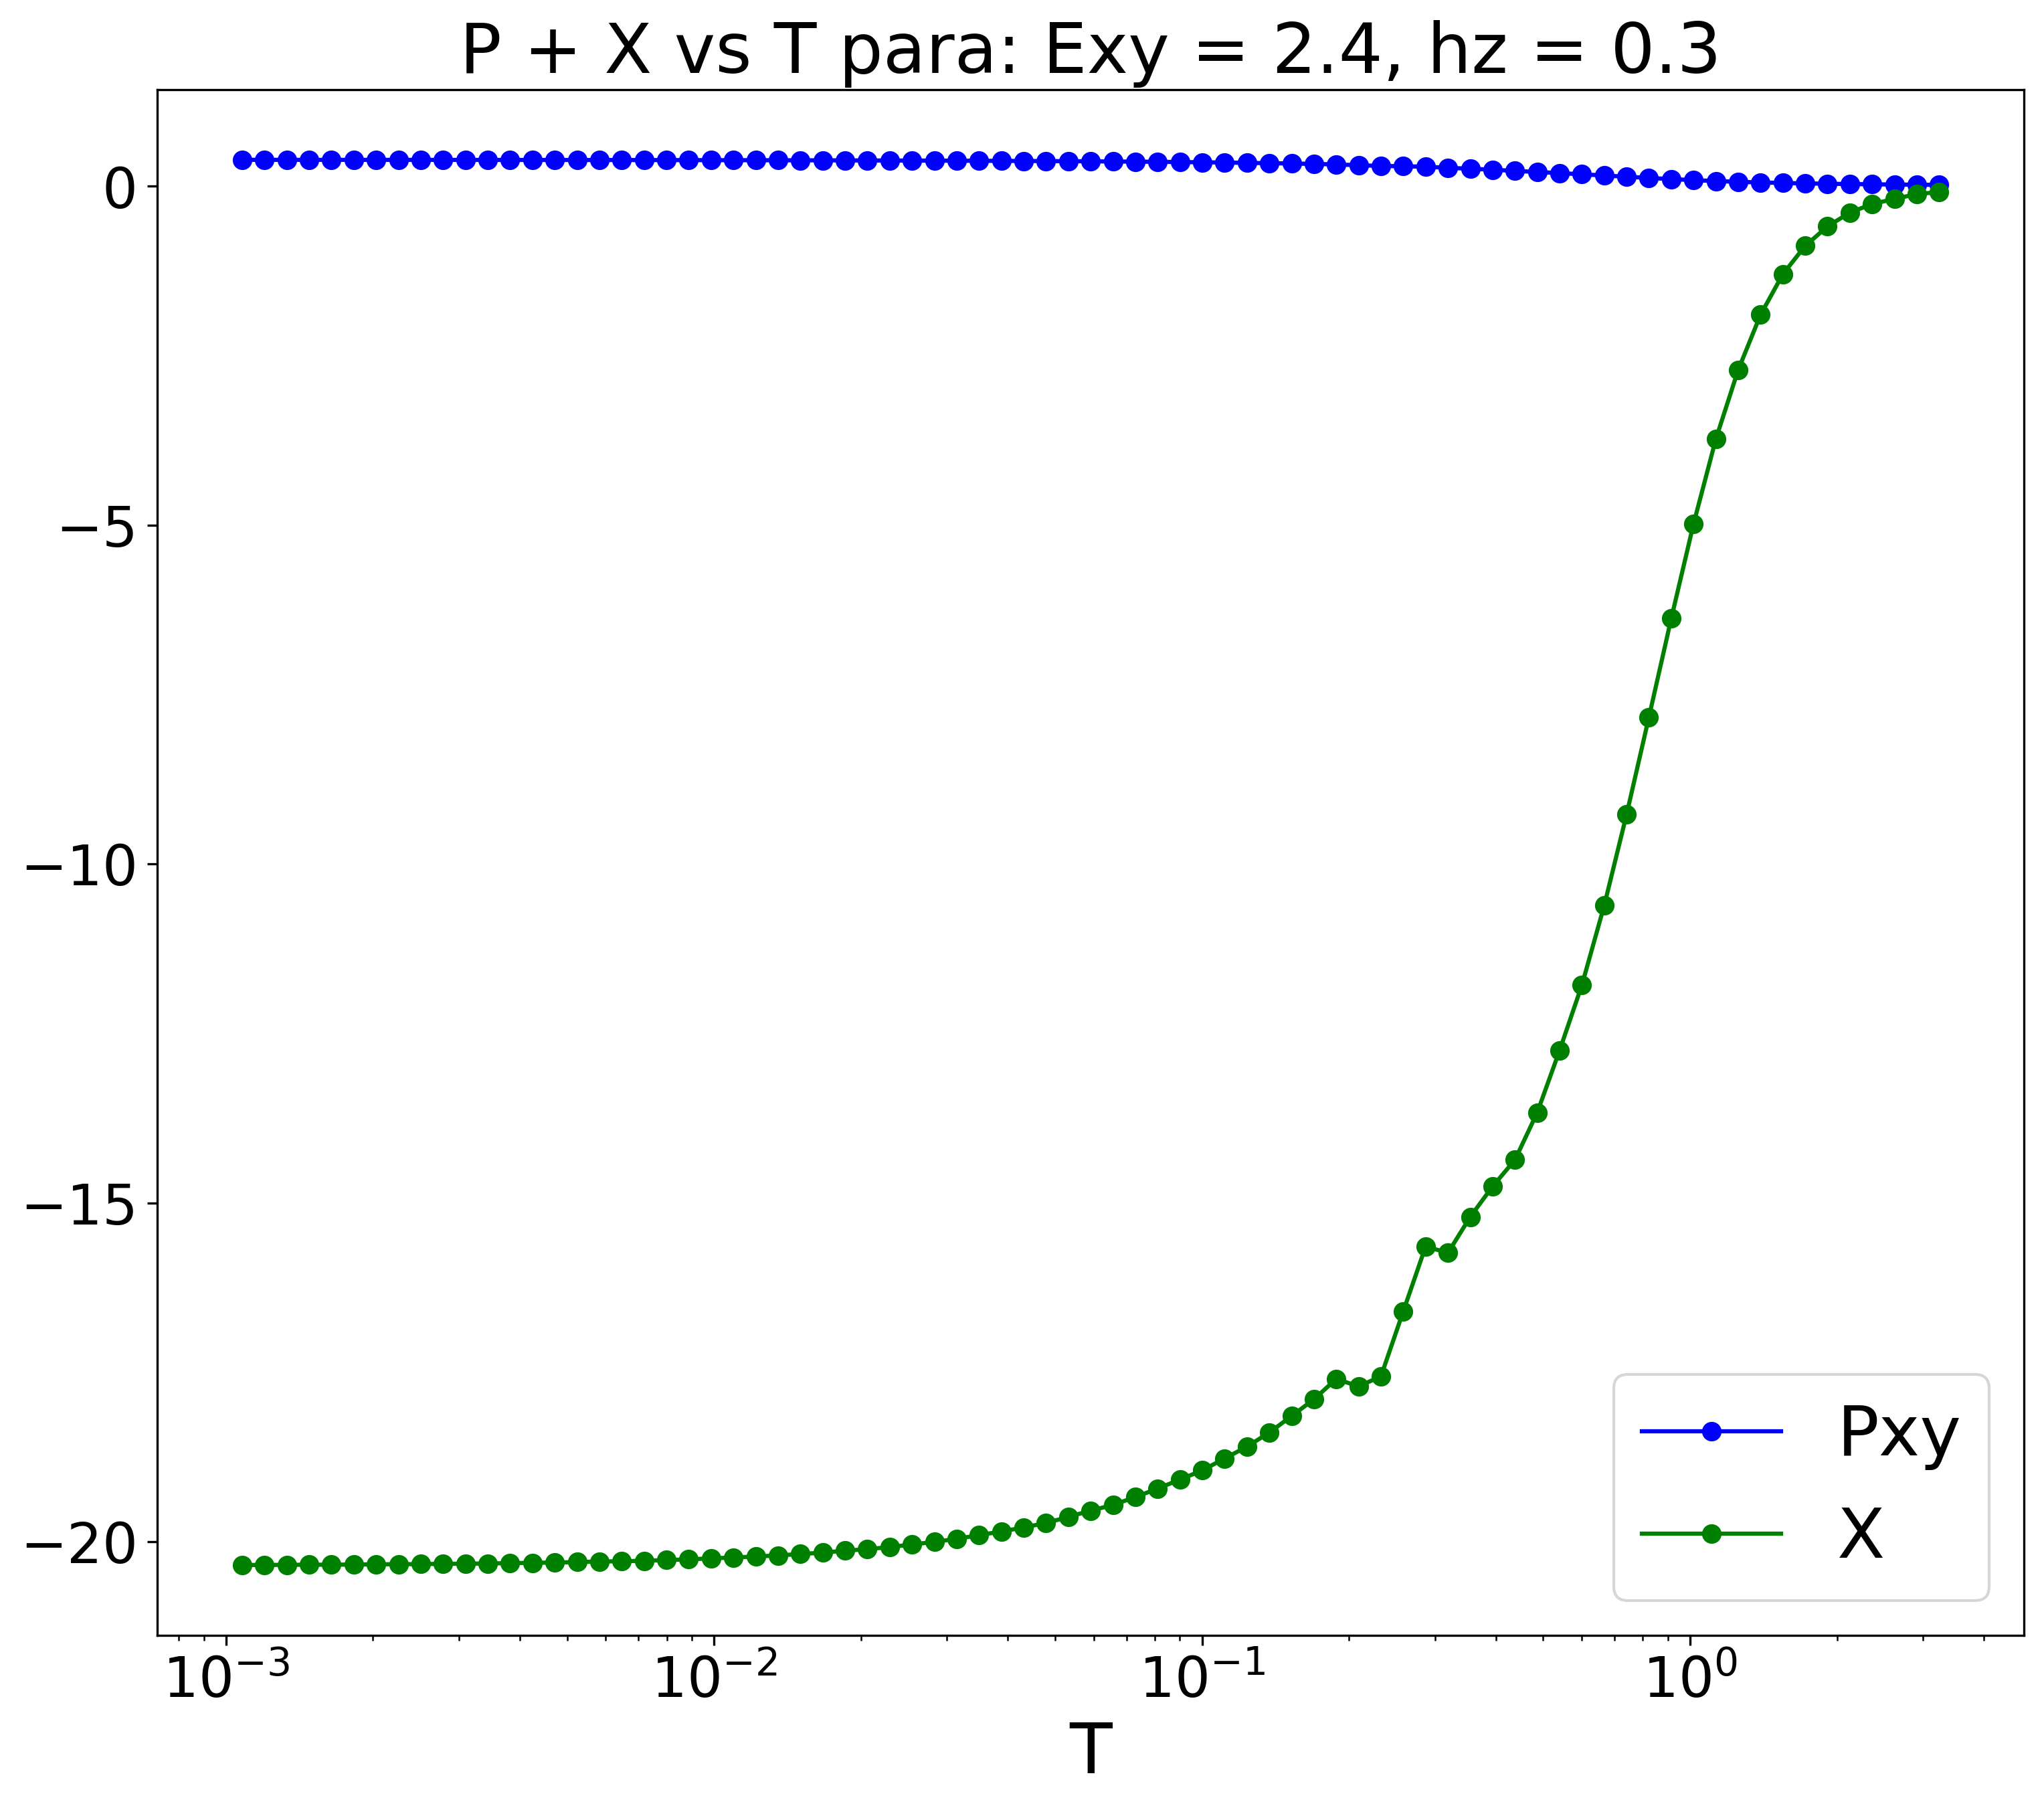 P + X vs T para: Exy = 2.4, hz = 0.3
0
−5
−10
−15
−20
Pxy
X
10⁻³ 10⁻² 10⁻¹ 10⁰
T